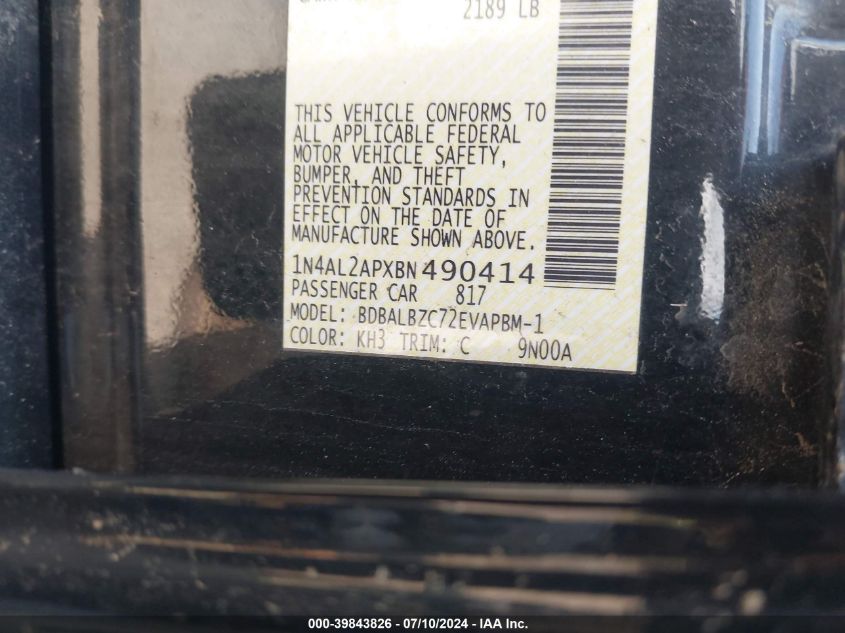 2189 LB
THIS VEHICLE CONFORMS TO
ALL APPLICABLE FEDERAL
MOTOR VEHICLE SAFETY,
BUMPER, AND THEFT
PREVENTION STANDARDS IN
EFFECT ON THE DATE OF
MANUFACTURE SHOWN ABOVE.
1N4AL2APXBN490414
PASSENGER CAR 817
MODEL: BDBALBZC72EVAPBM-1
COLOR: KH3 TRIM: C 9N00A
000-39843826 / 07/10/2024 / IAAI.com